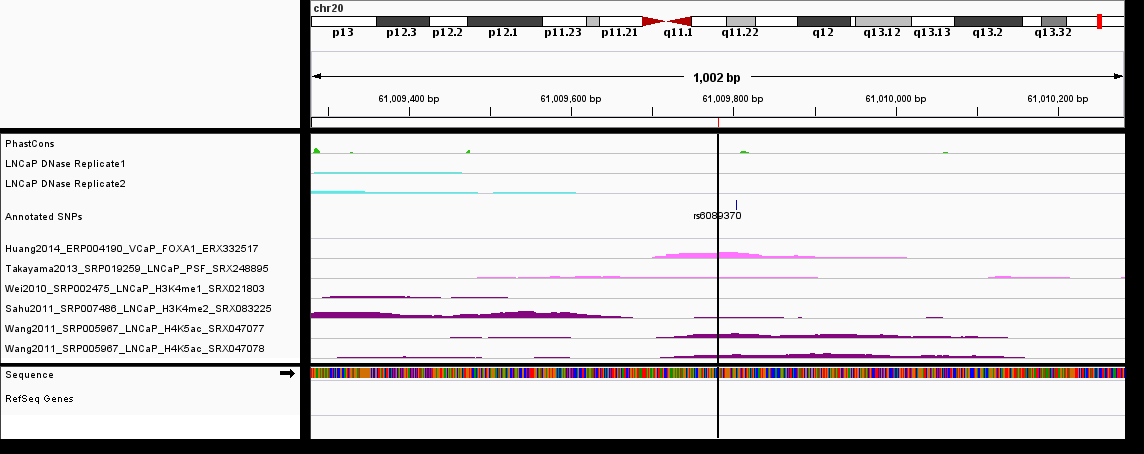 chr20
p13 p12.3 p12.2 p12.1 p11.23 p11.21 q11.1 q11.22 q12 q13.12 q13.13 q13.2 q13.32
1,002 bp
61,009,400 bp 61,009,600 bp 61,009,800 bp 61,010,000 bp 61,010,200 bp
PhastCons
LNCaP DNase Replicate1
LNCaP DNase Replicate2
Annotated SNPs
rs6089370
Huang2014_ERP004190_VCaP_FOXA1_ERX332517
Takayama2013_SRP019259_LNCaP_PSF_SRX248895
Wei2010_SRP002475_LNCaP_H3K4me1_SRX021803
Sahu2011_SRP007486_LNCaP_H3K4me2_SRX083225
Wang2011_SRP005967_LNCaP_H4K5ac_SRX047077
Wang2011_SRP005967_LNCaP_H4K5ac_SRX047078
Sequence
RefSeq Genes